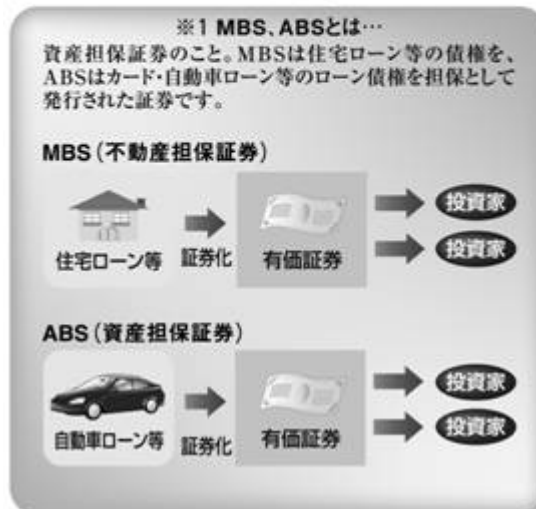 ※1 MBS、ABSとは…
資産担保証券のこと。MBSは住宅ローン等の債権を、
ABSはカード・自動車ローン等のローン債権を担保として
発行された証券です。
MBS(不動産担保証券)
住宅ローン等
証券化
有価証券
投資家
投資家
ABS(資産担保証券)
自動車ローン等
証券化
有価証券
投資家
投資家